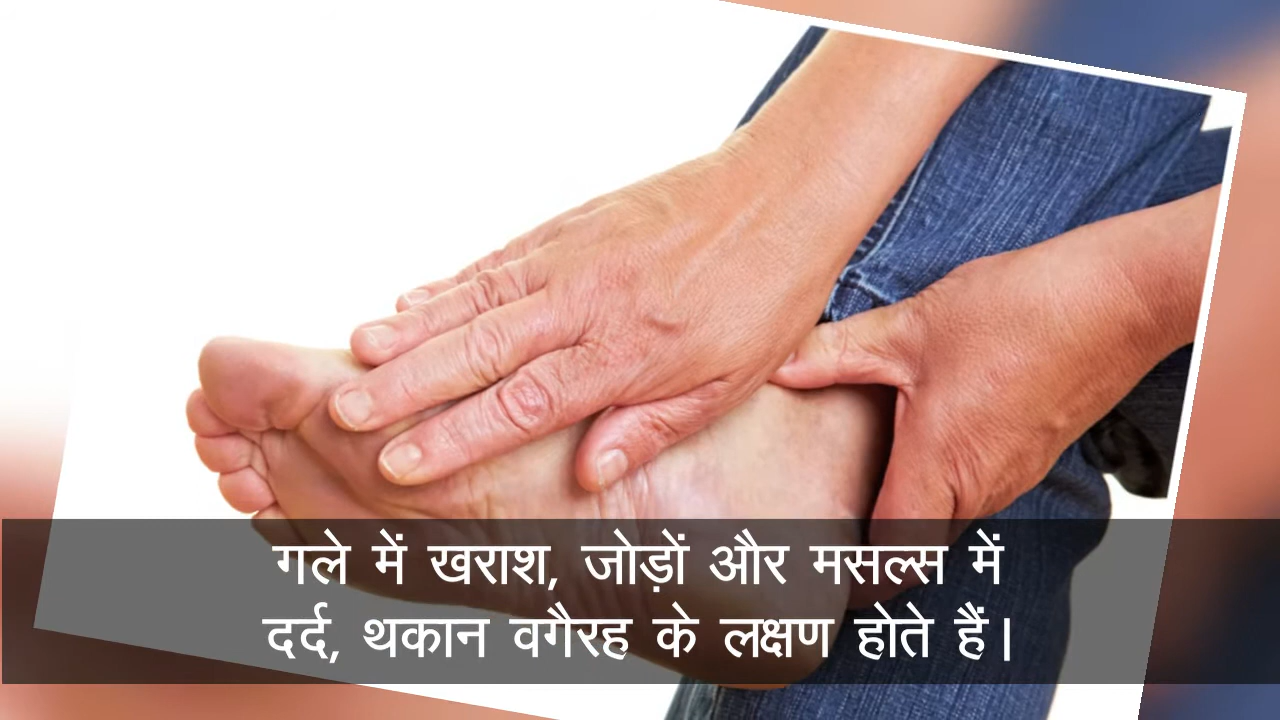 गले में खराश, जोड़ों और मसल्स में
दर्द, थकान वगैरह के लक्षण होते हैं।